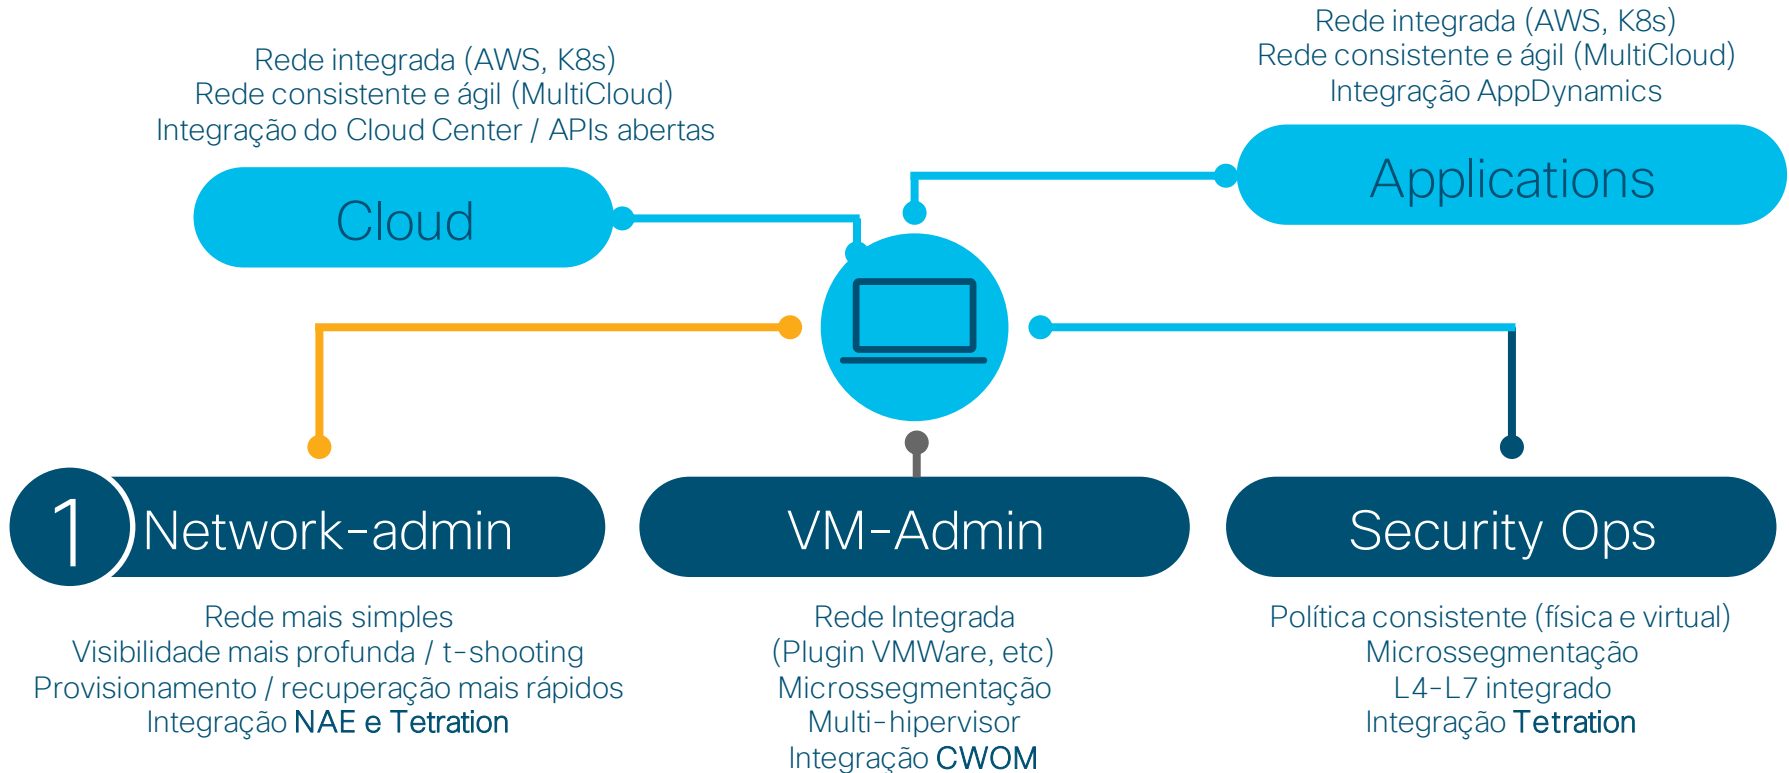 Rede integrada (AWS, K8s)
Rede consistente e ágil (MultiCloud)
Integração do Cloud Center / APIs abertas
Cloud
Rede integrada (AWS, K8s)
Rede consistente e ágil (MultiCloud)
Integração AppDynamics
Applications
1
Network-admin
Rede mais simples
Visibilidade mais profunda / t-shooting
Provisionamento / recuperação mais rápidos
Integração NAE e Tetration
VM-Admin
Rede Integrada
(Plugin VMWare, etc)
Microssegmentação
Multi-hipervisor
Integração CWOM
Security Ops
Política consistente (física e virtual)
Microssegmentação
L4-L7 integrado
Integração Tetration